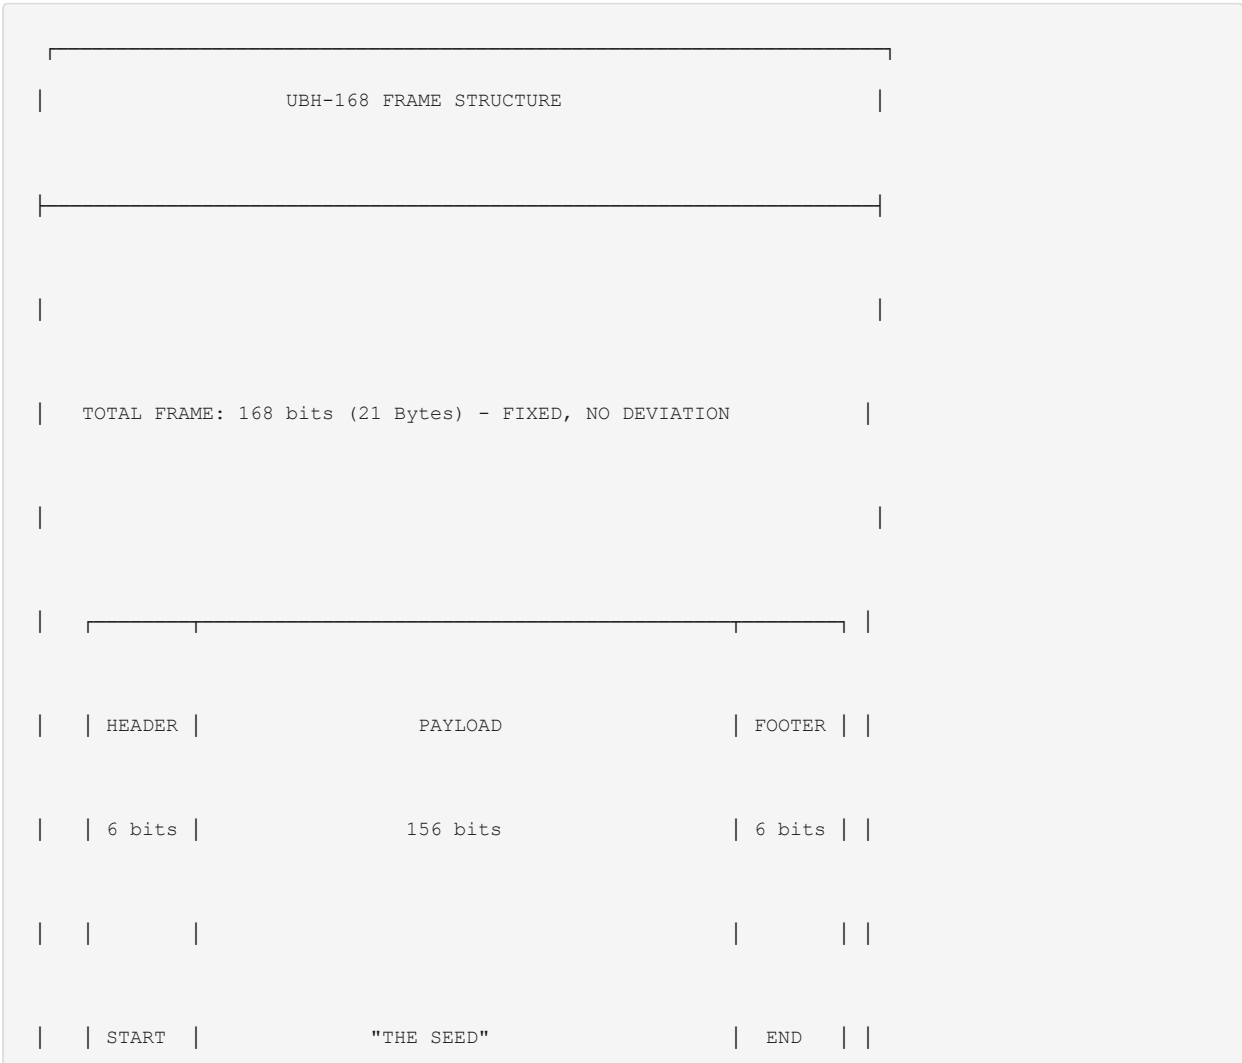 UBH-168 FRAME STRUCTURE
TOTAL FRAME: 168 bits (21 Bytes) - FIXED, NO DEVIATION
HEADER PAYLOAD FOOTER
6 bits 156 bits 6 bits
START "THE SEED" END